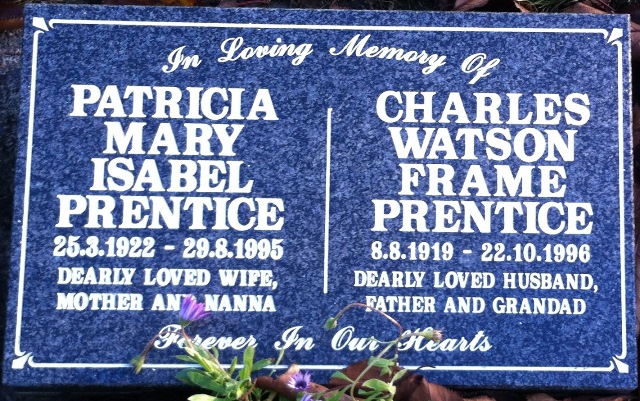 In Loving Memory Of
PATRICIA
MARY
ISABEL
PRENTICE
25.3.1922 - 29.8.1995
DEARLY LOVED WIFE,
MOTHER AND NANNA
CHARLES
WATSON
FRAME
PRENTICE
8.8.1919 - 22.10.1996
DEARLY LOVED HUSBAND,
FATHER AND GRANDAD
Forever In Our Hearts